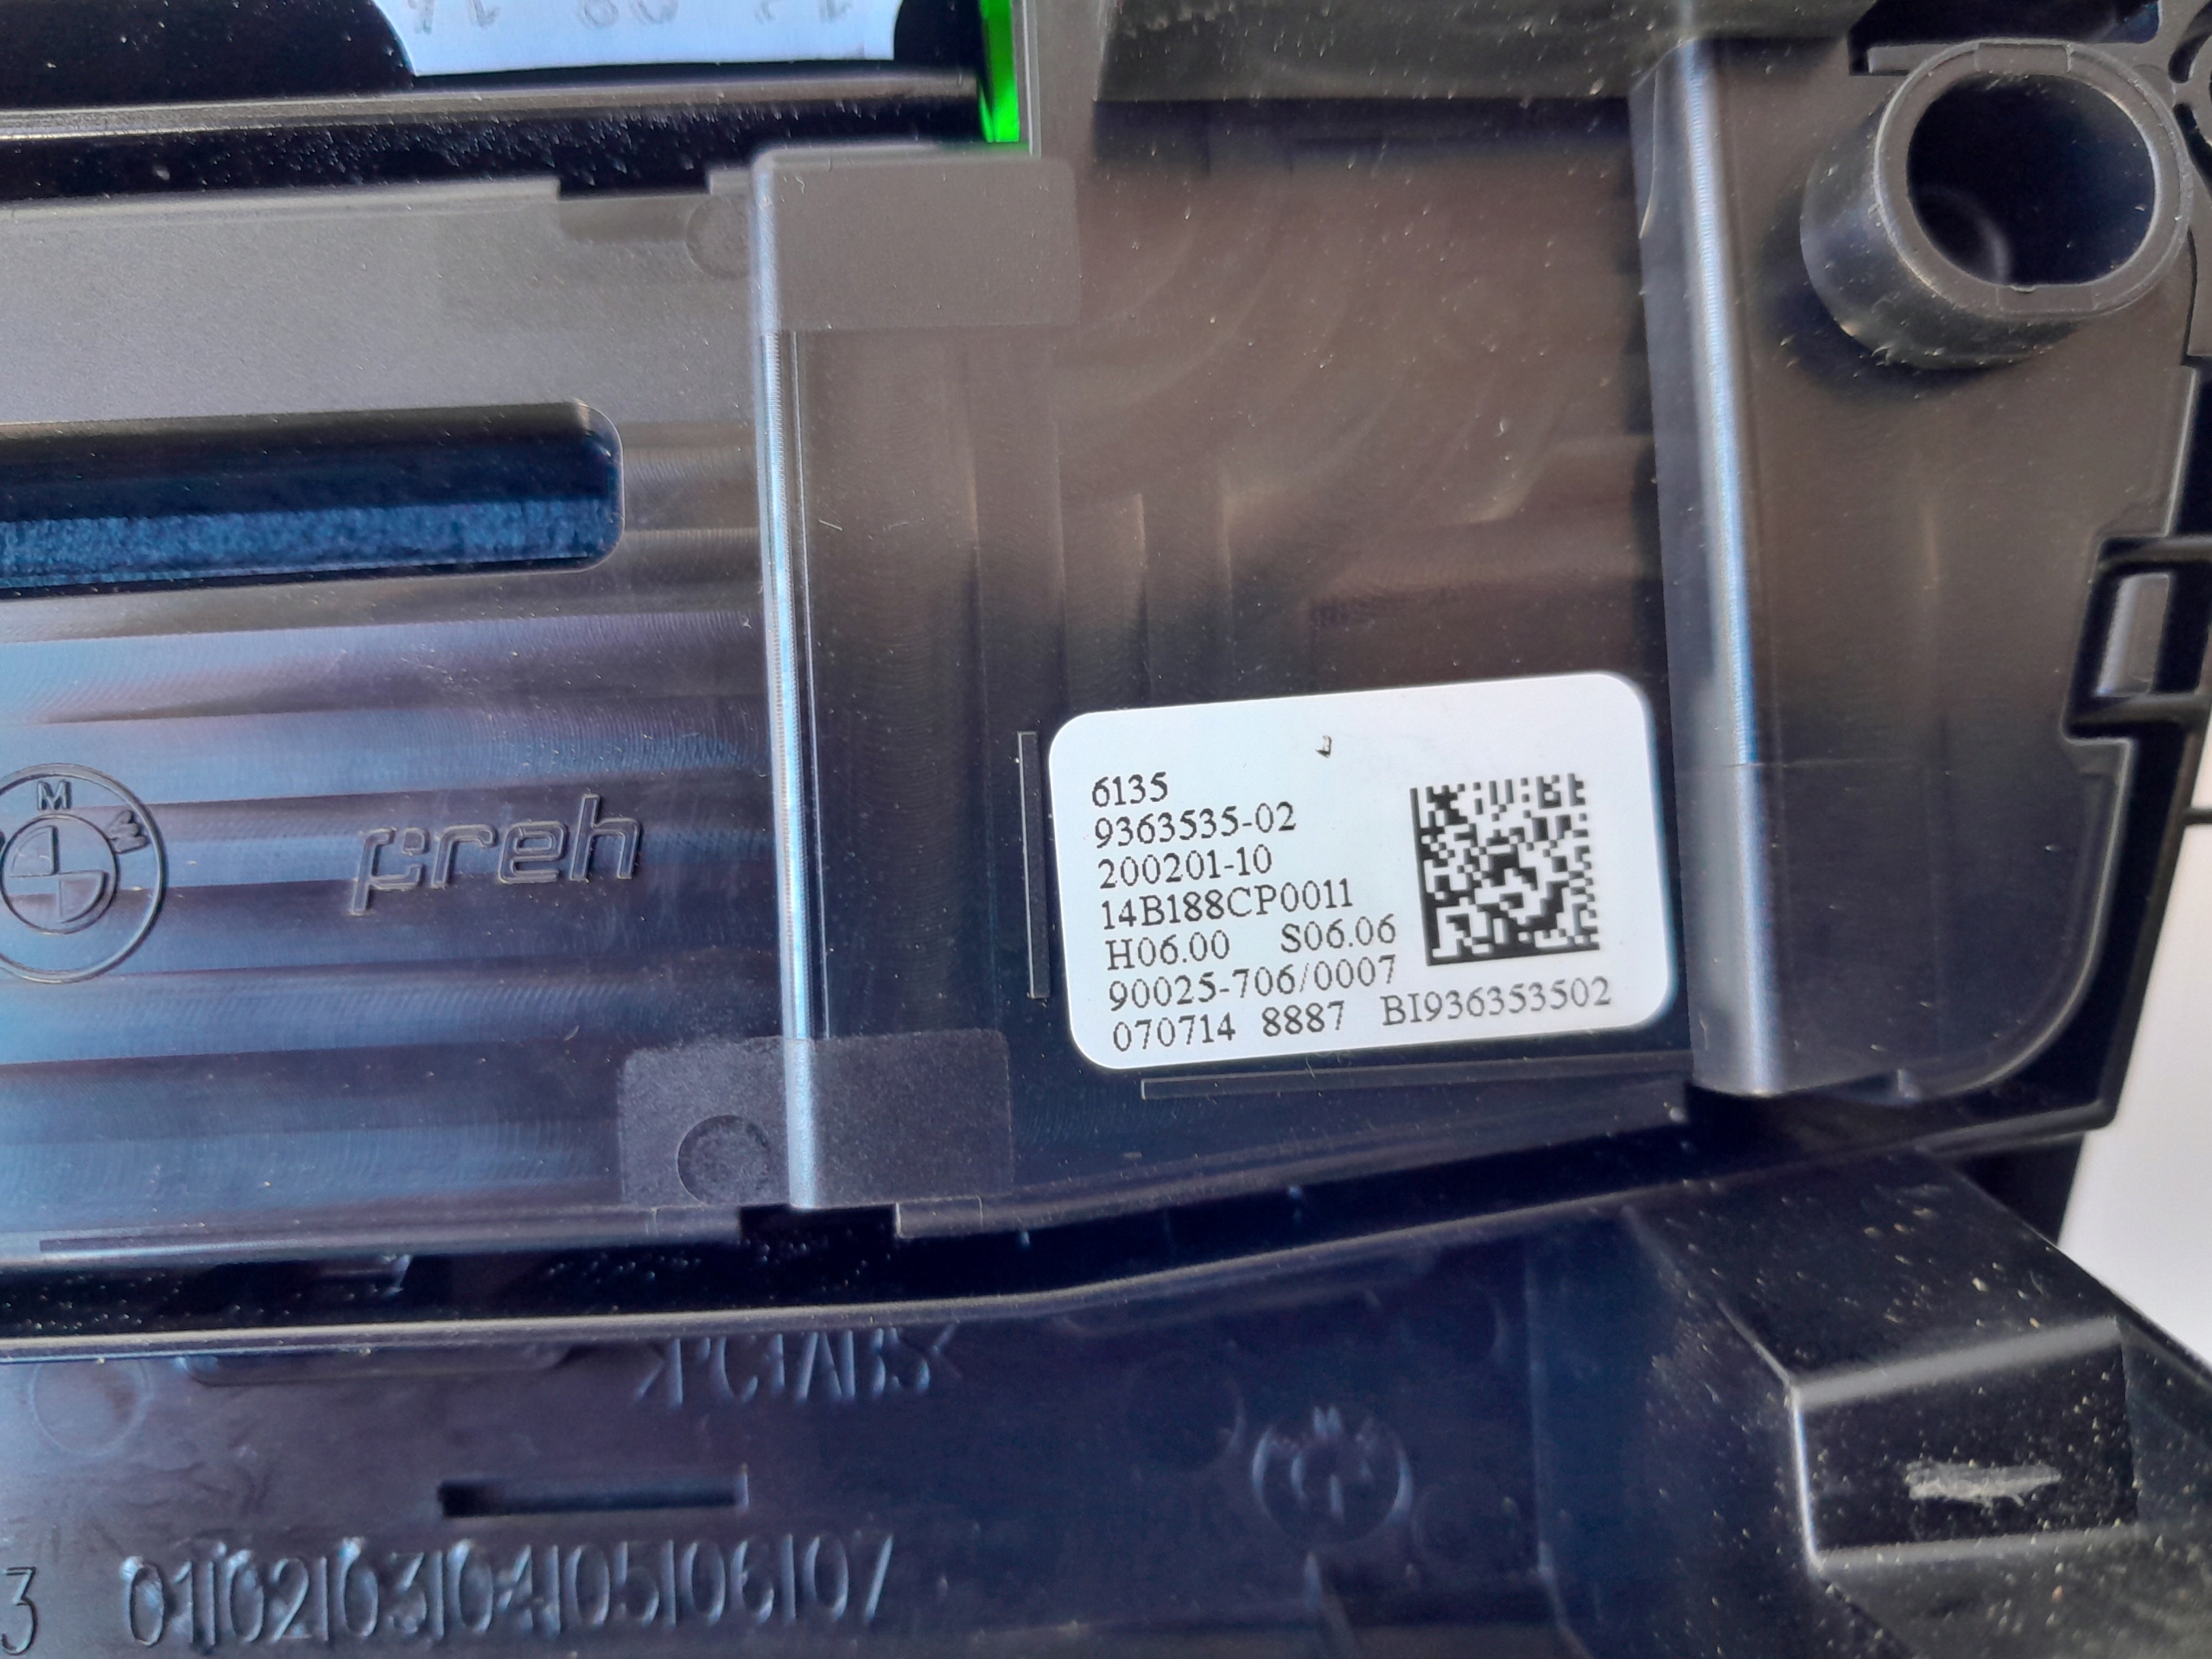 6135
9363535-02
200201-10
14B188CP0011
H06.00 S06.06
90025-706/0007
070714 8887 BI936353502
preh
>PC+ABS<
3 01|02|03|04|05|06|07